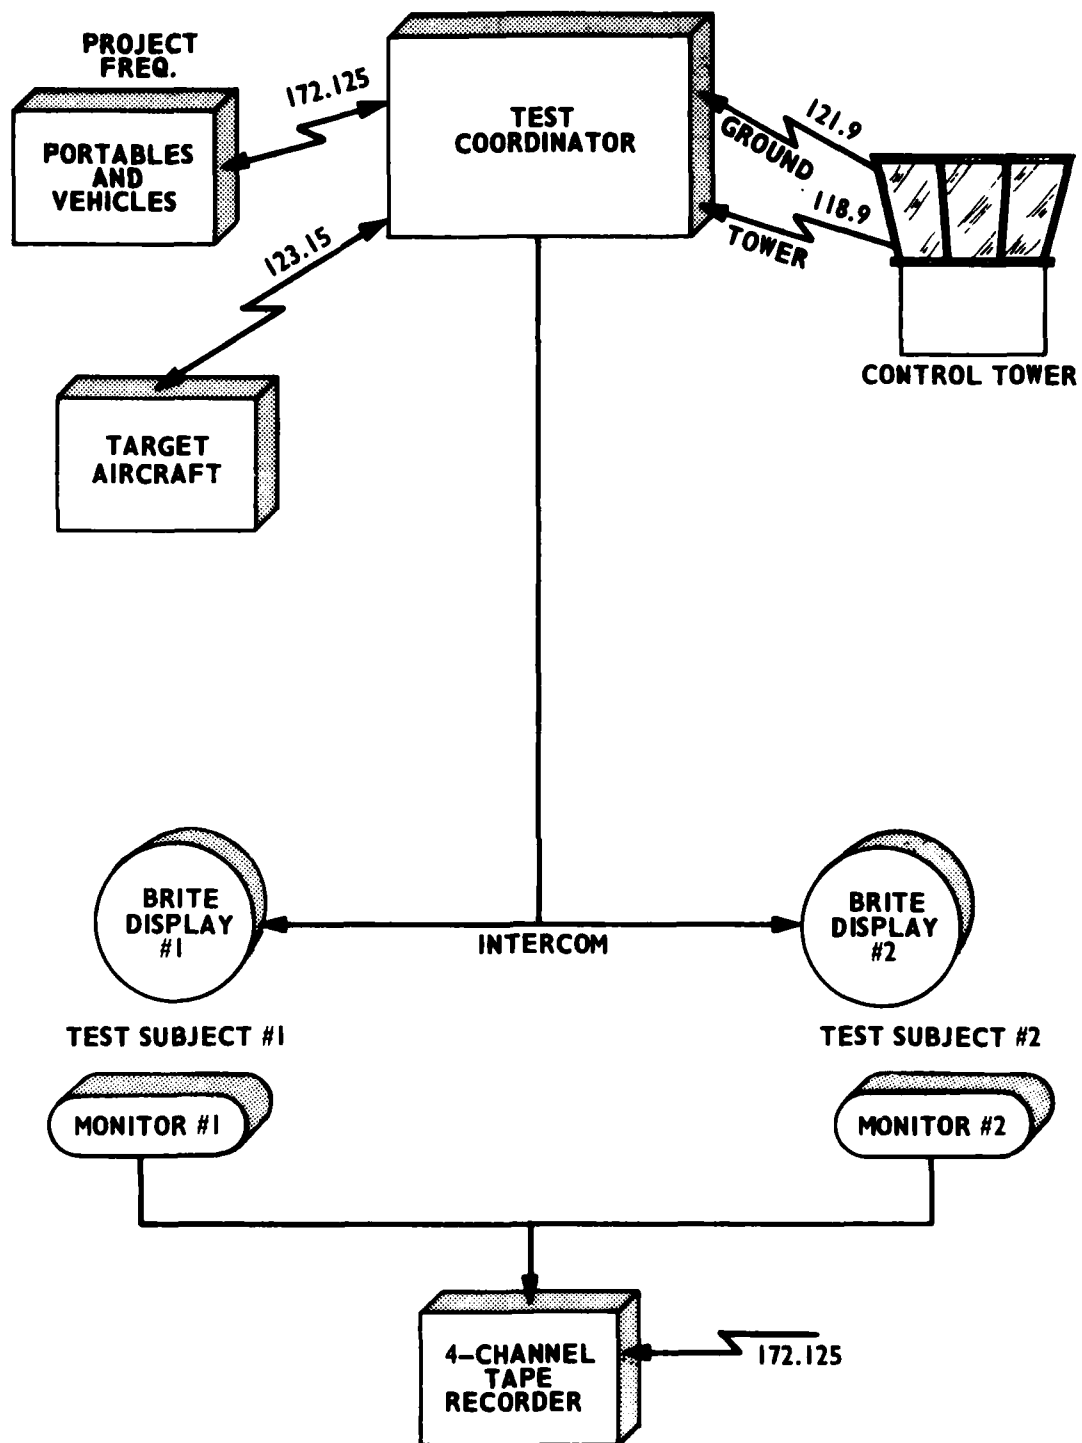 PROJECT
FREQ.
PORTABLES
AND
VEHICLES
172.125
TEST
COORDINATOR
121.9
GROUND
118.9
TOWER
CONTROL TOWER
123.15
TARGET
AIRCRAFT
BRITE
DISPLAY
#1
INTERCOM
BRITE
DISPLAY
#2
TEST SUBJECT #1
TEST SUBJECT #2
MONITOR #1
MONITOR #2
4-CHANNEL
TAPE
RECORDER
172.125